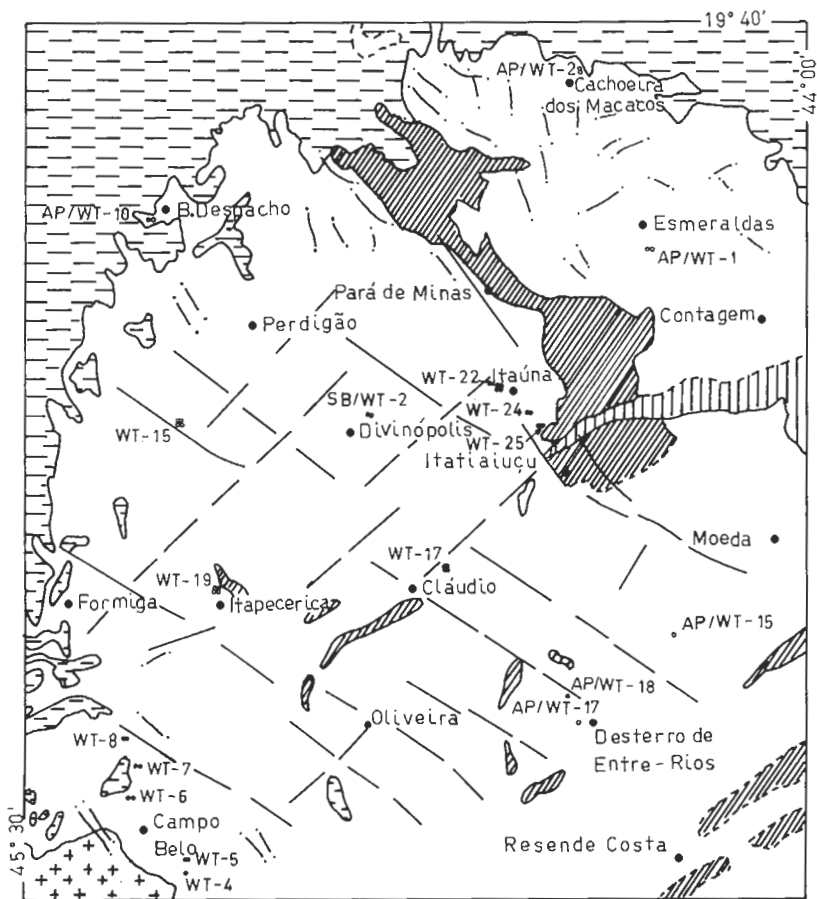 19° 40'
44° 00'
AP/WT-28
Cachoeira
dos Macacos
AP/WT-10
B.Despacho
Esmeraldas
AP/WT-1
Pará de Minas
Contagem
Perdigão
WT-22
Itaúna
SB/WT-2
WT-24
WT-15
Divinópolis
WT-25
Itatiaiuçu
Moeda
WT-17
WT-19
Cláudio
Formiga
Itapecerica
AP/WT-15
AP/WT-18
AP/WT-17
Oliveira
WT-8
Desterro de
Entre-Rios
WT-7
WT-6
Campo
Belo
45° 30'
Resende Costa
WT-5
WT-4